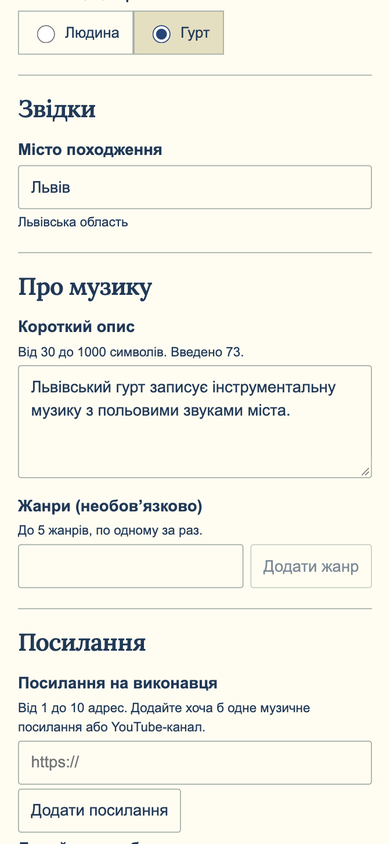 Людина
Гурт
Звідки
Місто походження
Львів
Львівська область
Про музику
Короткий опис
Від 30 до 1000 символів. Введено 73.
Львівський гурт записує інструментальну
музику з польовими звуками міста.
Жанри (необов’язково)
До 5 жанрів, по одному за раз.
Додати жанр
Посилання
Посилання на виконавця
Від 1 до 10 адрес. Додайте хоча б одне музичне
посилання або YouTube-канал.
https://
Додати посилання